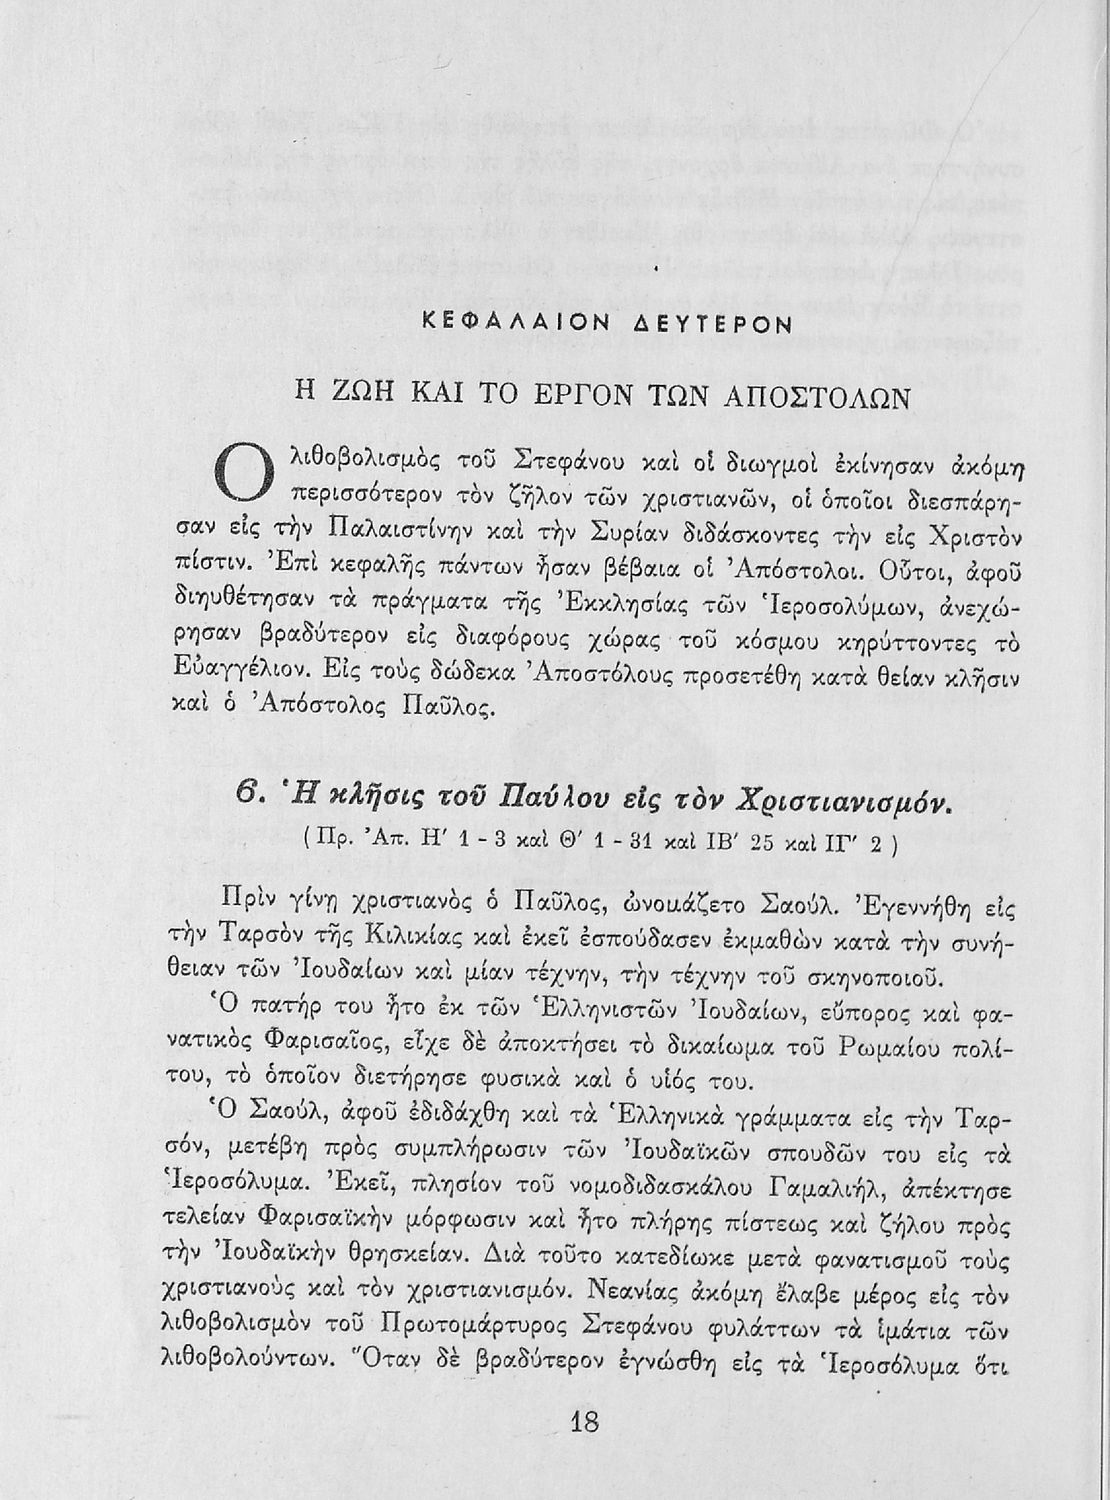 ΚΕΦΑΛΑΙΟΝ ΔΕΥΤΕΡΟΝ
Η ΖΩΗ ΚΑΙ ΤΟ ΕΡΓΟΝ ΤΩΝ ΑΠΟΣΤΟΛΩΝ
Ὁ λιθοβολισμὸς τοῦ Στεφάνου καὶ οἱ διωγμοὶ ἐκίνησαν ἀκόμη
περισσότερον τὸν ζῆλον τῶν χριστιανῶν, οἱ ὁποῖοι διεσπάρη-
σαν εἰς τὴν Παλαιστίνην καὶ τὴν Συρίαν διδάσκοντες τὴν εἰς Χριστὸν
πίστιν. Ἐπὶ κεφαλῆς πάντων ἦσαν βέβαια οἱ Ἀπόστολοι. Οὗτοι, ἀφοῦ
διηυθέτησαν τὰ πράγματα τῆς Ἐκκλησίας τῶν Ἱεροσολύμων, ἀνεχώ-
ρησαν βραδύτερον εἰς διαφόρους χώρας τοῦ κόσμου κηρύττοντες τὸ
Εὐαγγέλιον. Εἰς τοὺς δώδεκα Ἀποστόλους προσετέθη κατὰ θείαν κλῆσιν
καὶ ὁ Ἀπόστολος Παῦλος.
6. Ἡ κλῆσις τοῦ Παύλου εἰς τὸν Χριστιανισμόν.
( Πρ. Ἀπ. Η′ 1 - 3 καὶ Θ′ 1 - 31 καὶ ΙΒ′ 25 καὶ ΙΓ′ 2 )
Πρὶν γίνῃ χριστιανὸς ὁ Παῦλος, ὠνομάζετο Σαούλ. Ἐγεννήθη εἰς
τὴν Ταρσὸν τῆς Κιλικίας καὶ ἐκεῖ ἐσπούδασεν ἐκμαθὼν κατὰ τὴν συνή-
θειαν τῶν Ἰουδαίων καὶ μίαν τέχνην, τὴν τέχνην τοῦ σκηνοποιοῦ.
Ὁ πατήρ του ἦτο ἐκ τῶν Ἑλληνιστῶν Ἰουδαίων, εὔπορος καὶ φα-
νατικὸς Φαρισαῖος, εἶχε δὲ ἀποκτήσει τὸ δικαίωμα τοῦ Ρωμαίου πολί-
του, τὸ ὁποῖον διετήρησε φυσικὰ καὶ ὁ υἱός του.
Ὁ Σαούλ, ἀφοῦ ἐδιδάχθη καὶ τὰ Ἑλληνικὰ γράμματα εἰς τὴν Ταρ-
σόν, μετέβη πρὸς συμπλήρωσιν τῶν Ἰουδαϊκῶν σπουδῶν του εἰς τὰ
Ἱεροσόλυμα. Ἐκεῖ, πλησίον τοῦ νομοδιδασκάλου Γαμαλιήλ, ἀπέκτησε
τελείαν Φαρισαϊκὴν μόρφωσιν καὶ ἦτο πλήρης πίστεως καὶ ζήλου πρὸς
τὴν Ἰουδαϊκὴν θρησκείαν. Διὰ τοῦτο κατεδίωκε μετὰ φανατισμοῦ τοὺς
χριστιανοὺς καὶ τὸν χριστιανισμόν. Νεανίας ἀκόμη ἔλαβε μέρος εἰς τὸν
λιθοβολισμὸν τοῦ Πρωτομάρτυρος Στεφάνου φυλάττων τὰ ἱμάτια τῶν
λιθοβολούντων. Ὅταν δὲ βραδύτερον ἐγνώσθη εἰς τὰ Ἱεροσόλυμα ὅτι
18